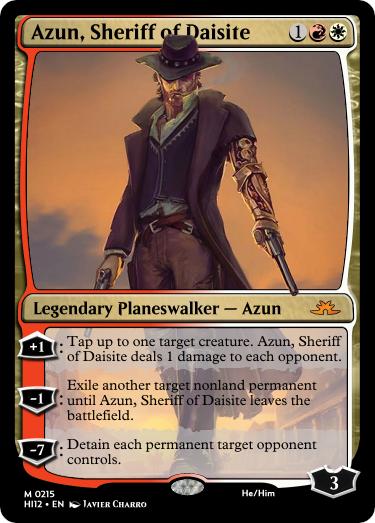 Azun, Sheriff of Daisite 1
Legendary Planeswalker — Azun
+1: Tap up to one target creature. Azun, Sheriff
of Daisite deals 1 damage to each opponent.
-1: Exile another target nonland permanent
until Azun, Sheriff of Daisite leaves the
battlefield.
-7: Detain each permanent target opponent
controls.
3
M 0215 He/Him
HI12 • EN Javier Charro